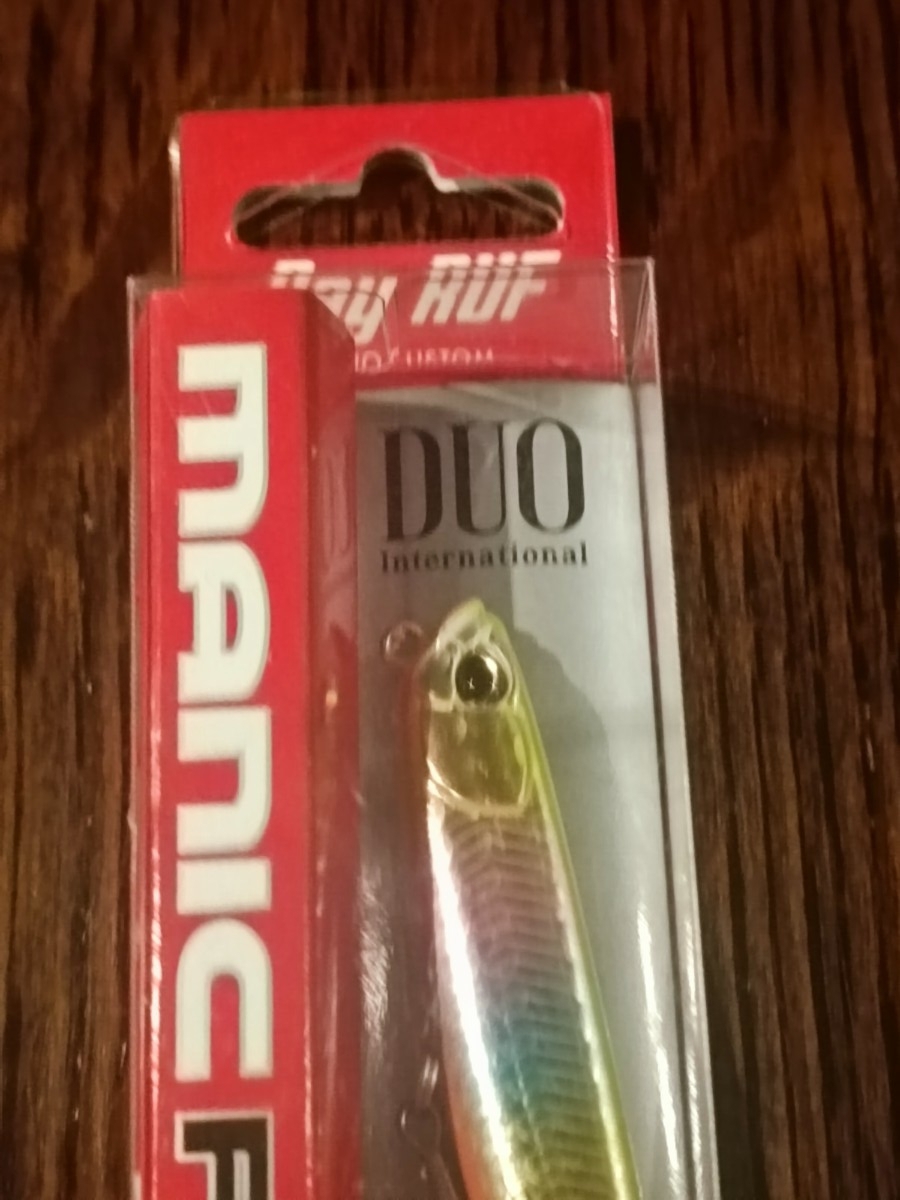 Bay RUF
DUO
International
MANIC